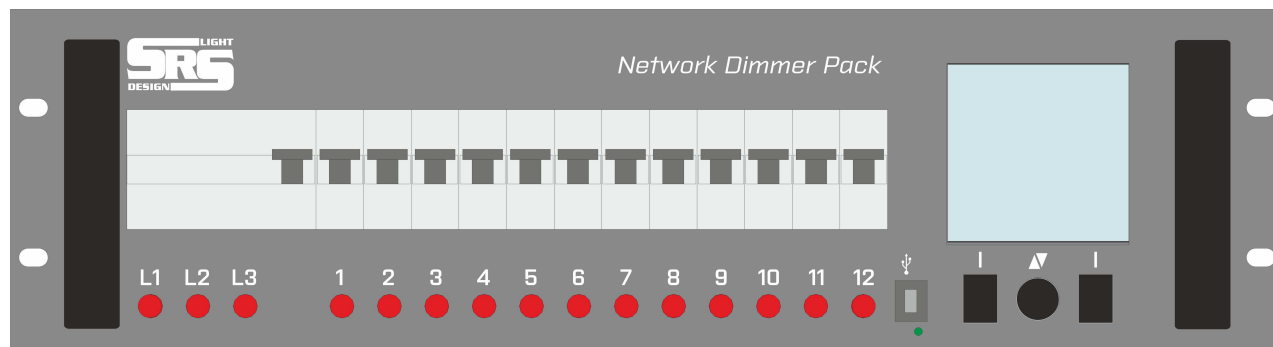 LIGHT
SRS
DESIGN
Network Dimmer Pack
L1 L2 L3 1 2 3 4 5 6 7 8 9 10 11 12